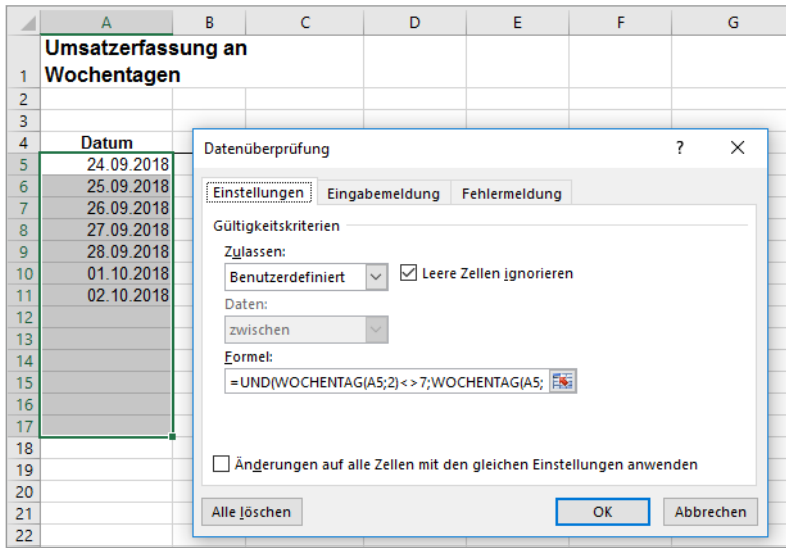 A B C D E F G
1 Umsatzerfassung an
Wochentagen
2
3
4 Datum
5 24.09.2018
6 25.09.2018
7 26.09.2018
8 27.09.2018
9 28.09.2018
10 01.10.2018
11 02.10.2018
12
13
14
15
16
17
18
19
20
21
22
Datenüberprüfung ?
Einstellungen Eingabemeldung Fehlermeldung
Gültigkeitskriterien
Zulassen:
Benutzerdefiniert Leere Zellen ignorieren
Daten:
zwischen
Formel:
=UND(WOCHENTAG(A5;2)<>7;WOCHENTAG(A5;
Änderungen auf alle Zellen mit den gleichen Einstellungen anwenden
Alle löschen OK Abbrechen